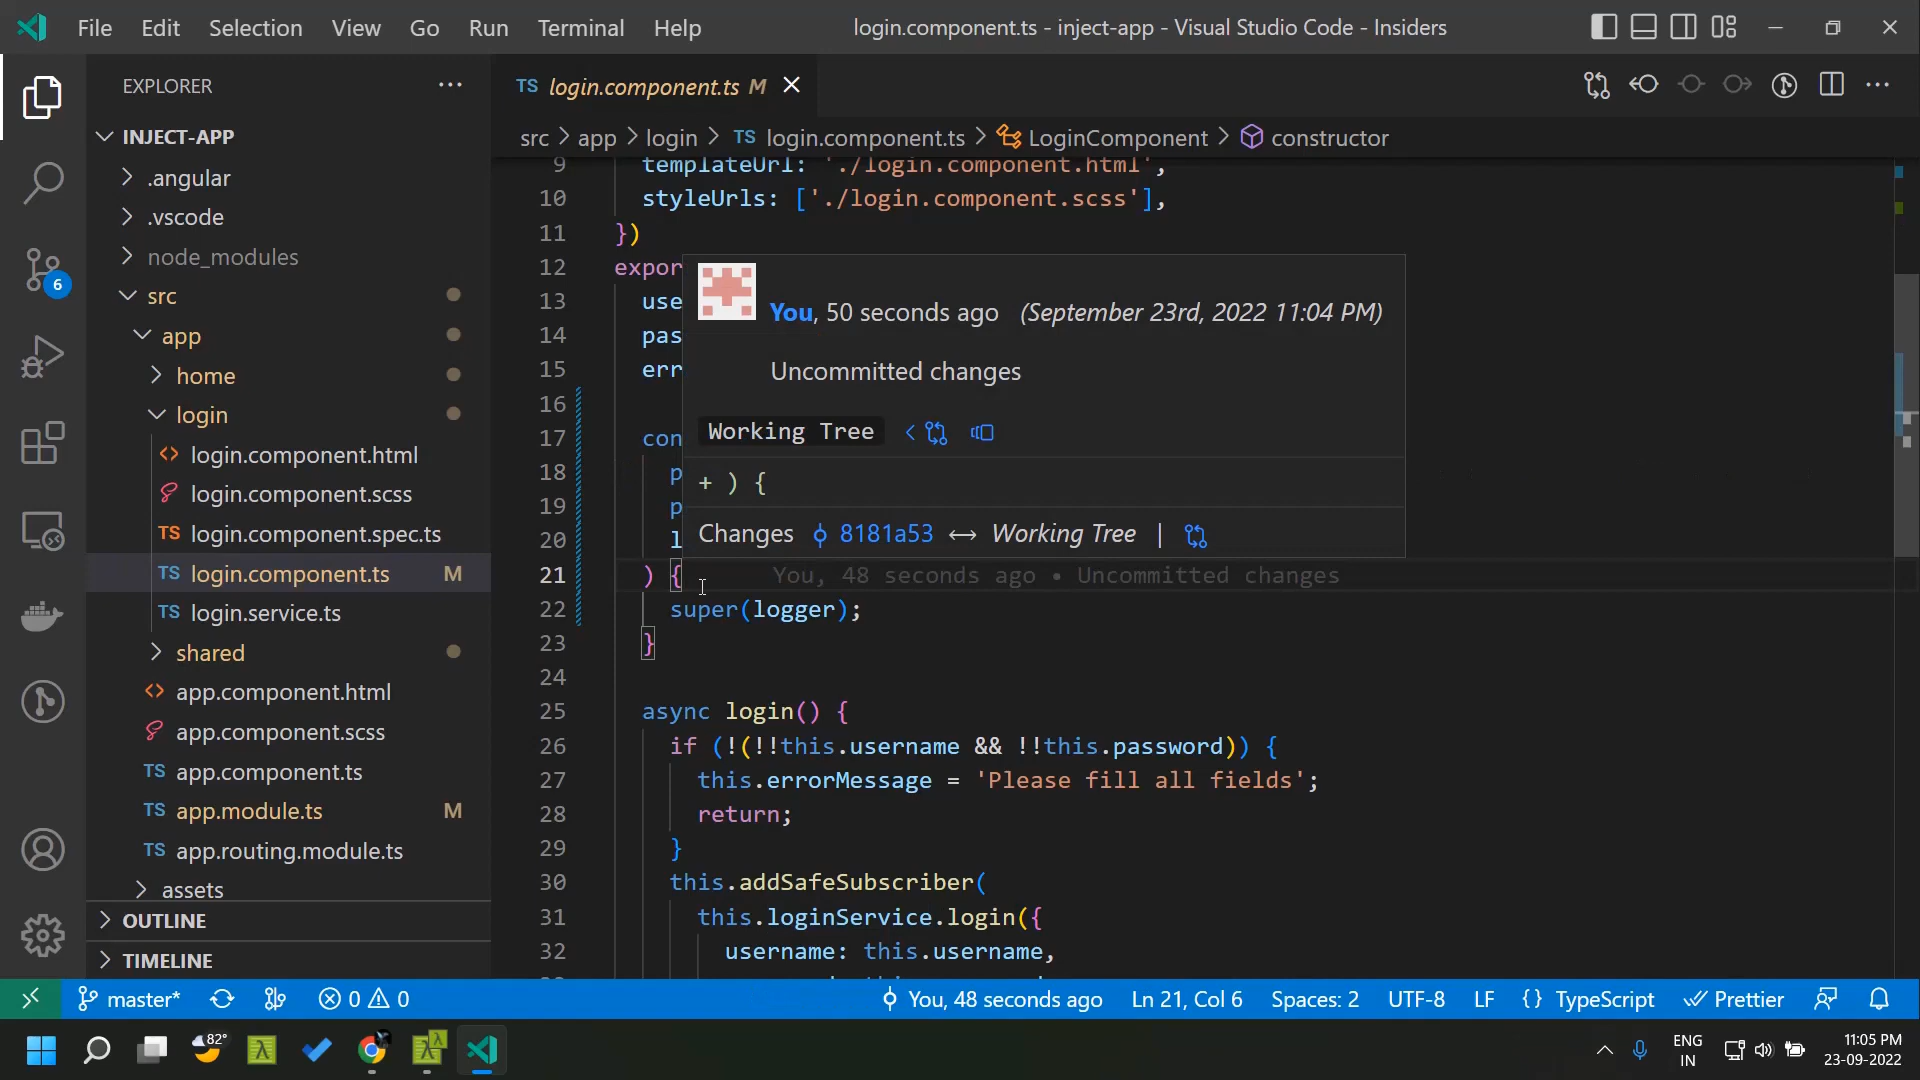 File Edit Selection View Go Run Terminal Help
login.component.ts - inject-app - Visual Studio Code - Insiders
EXPLORER
INJECT-APP
.angular
.vscode
node_modules
src
app
home
login
login.component.html
login.component.scss
TS login.component.spec.ts
TS login.component.ts M
TS login.service.ts
shared
app.component.html
app.component.scss
TS app.component.ts
TS app.module.ts M
TS app.routing.module.ts
assets
OUTLINE
TIMELINE
6
TS login.component.ts M
src > app > login > TS login.component.ts > LoginComponent > constructor
9 templateUrl: './login.component.html',
10 styleUrls: ['./login.component.scss'],
11 })
12 expor
13 use
14 pas
15 err
16
17 con
18 p
19 p
20 l
You, 50 seconds ago (September 23rd, 2022 11:04 PM)
Uncommitted changes
Working Tree
+ ) {
Changes 8181a53 ↔ Working Tree |
21 ) { You, 48 seconds ago • Uncommitted changes
22 super(logger);
23 }
24
25 async login() {
26 if (!(!!this.username && !!this.password)) {
27 this.errorMessage = 'Please fill all fields';
28 return;
29 }
30 this.addSafeSubscriber(
31 this.loginService.login({
32 username: this.username,
master* 0 0 You, 48 seconds ago Ln 21, Col 6 Spaces: 2 UTF-8 LF {} TypeScript Prettier
82°
ENG
IN
11:05 PM
23-09-2022